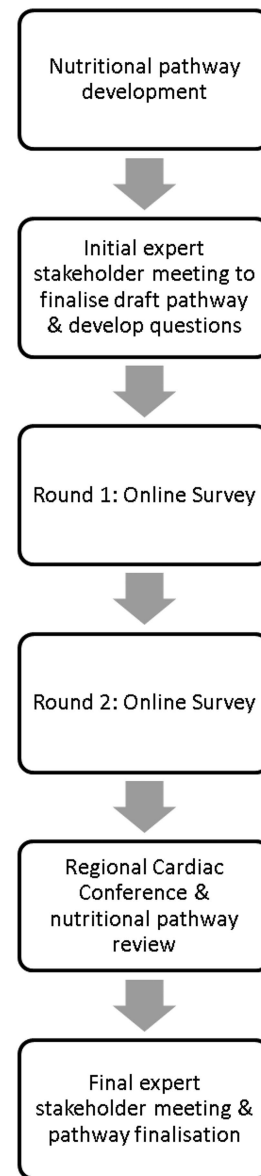 Nutritional pathway
development
Initial expert
stakeholder meeting to
finalise draft pathway
& develop questions
Round 1: Online Survey
Round 2: Online Survey
Regional Cardiac
Conference &
nutritional pathway
review
Final expert
stakeholder meeting &
pathway finalisation